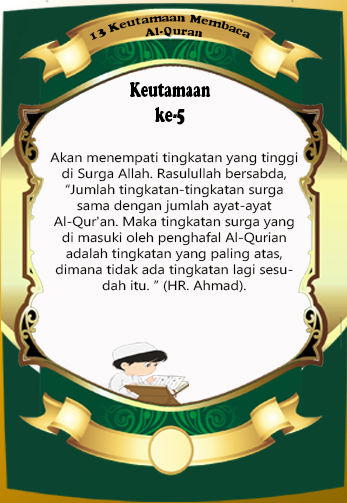 13 Keutamaan Membaca
Al-Quran
Keutamaan
ke-5
Akan menempati tingkatan yang tinggi
di Surga Allah. Rasulullah bersabda,
“Jumlah tingkatan-tingkatan surga
sama dengan jumlah ayat-ayat
Al-Qur'an. Maka tingkatan surga yang
di masuki oleh penghafal Al-Qurian
adalah tingkatan yang paling atas,
dimana tidak ada tingkatan lagi sesu-
dah itu. ” (HR. Ahmad).